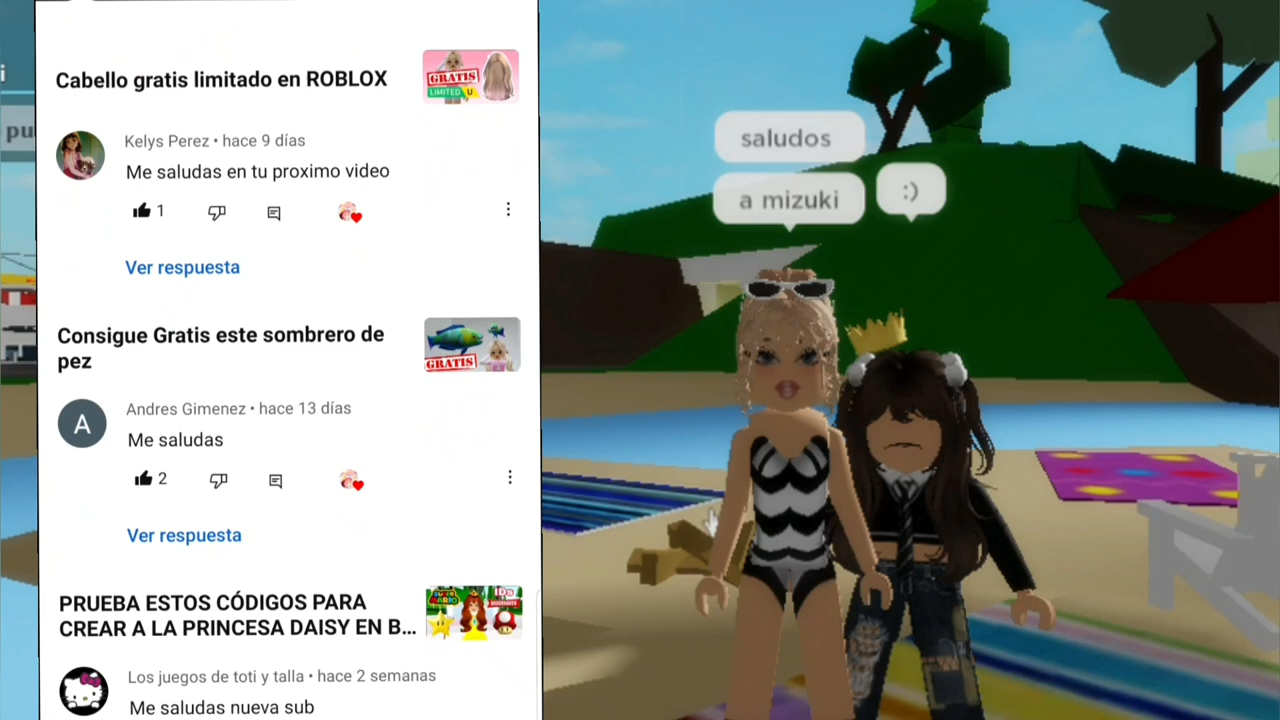 Cabello gratis limitado en ROBLOX
GRATIS
LIMITED U
Kelys Perez • hace 9 días
Me saludas en tu proximo video
1
Ver respuesta
Consigue Gratis este sombrero de
pez
GRATIS
A
Andres Gimenez • hace 13 días
Me saludas
2
Ver respuesta
PRUEBA ESTOS CÓDIGOS PARA
CREAR A LA PRINCESA DAISY EN B...
SUPER
MARIO
IDs
Los juegos de toti y talla • hace 2 semanas
Me saludas nueva sub
saludos
a mizuki
:)